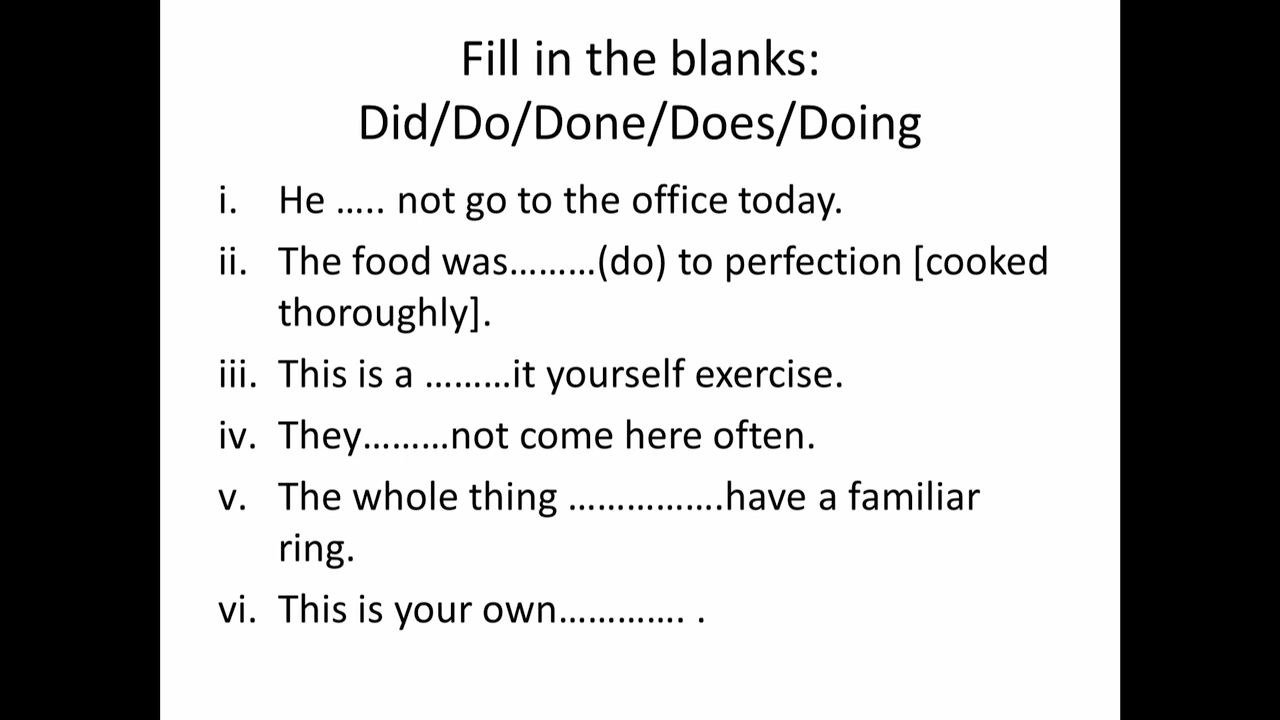 Fill in the blanks:
Did/Do/Done/Does/Doing
i. He ….. not go to the office today.
ii. The food was………(do) to perfection [cooked
thoroughly].
iii. This is a ………it yourself exercise.
iv. They………not come here often.
v. The whole thing …………….have a familiar
ring.
vi. This is your own…………. .